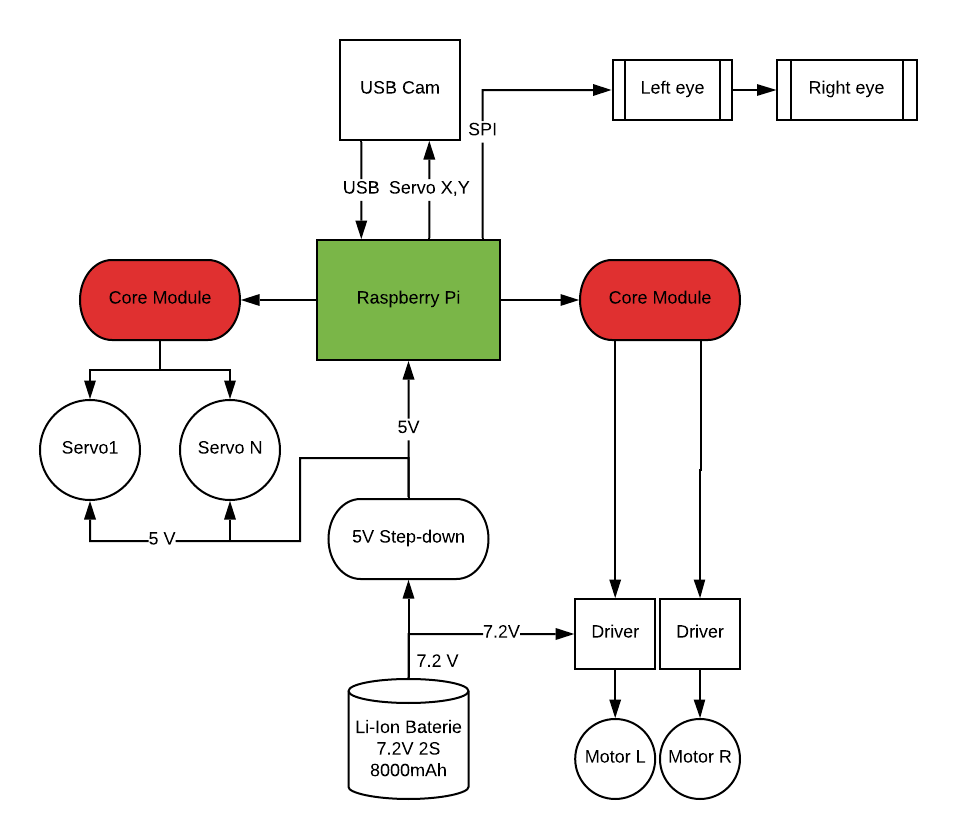 USB Cam
Left eye
Right eye
SPI
USB
Servo X,Y
Core Module
Raspberry Pi
Core Module
5V
Servo1
Servo N
5 V
5V Step-down
7.2V
Driver
Driver
7.2 V
Li-Ion Baterie
7.2V 2S
8000mAh
Motor L
Motor R